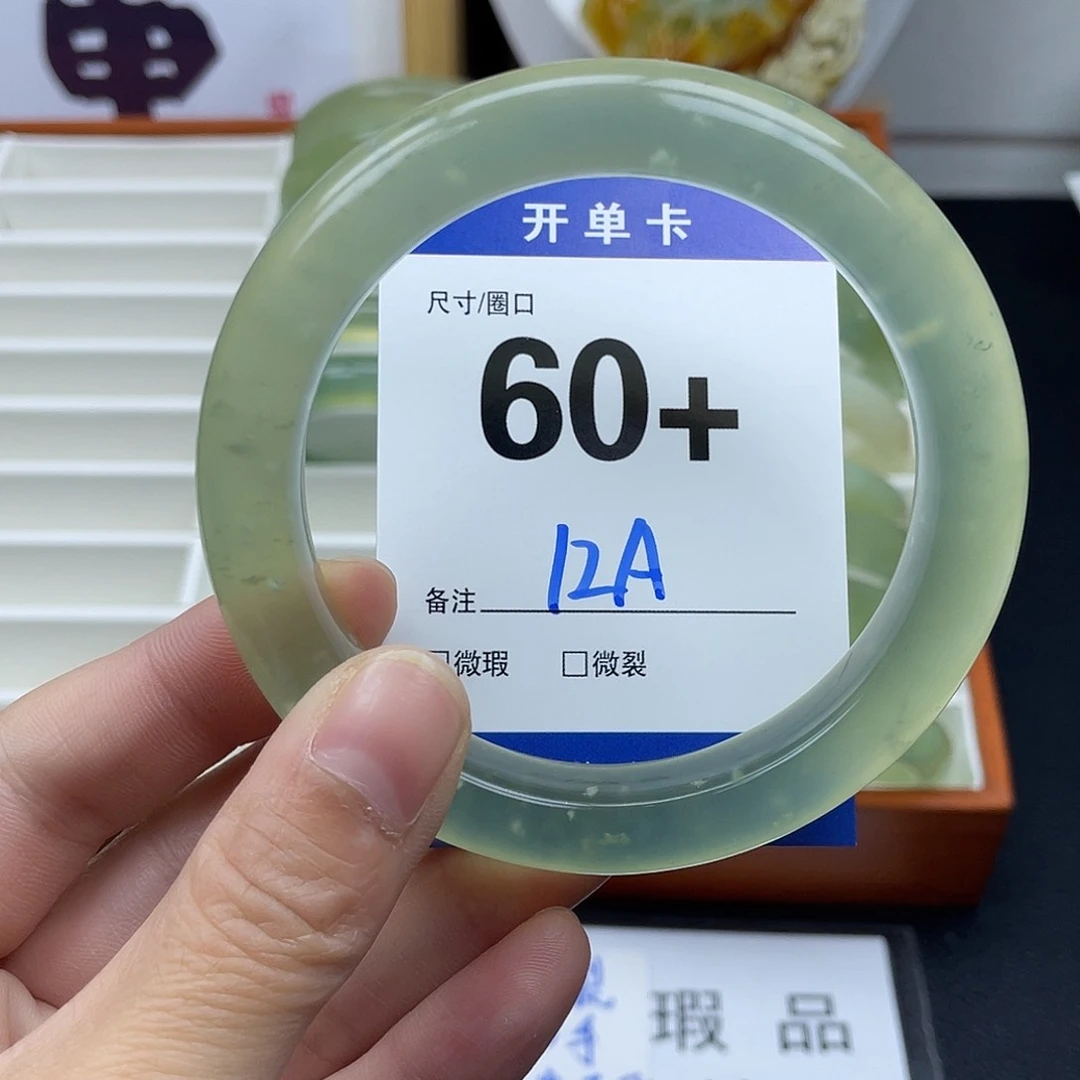 开单卡
尺寸/圈口
60+
备注 12A
□微瑕 □微裂
瑕品